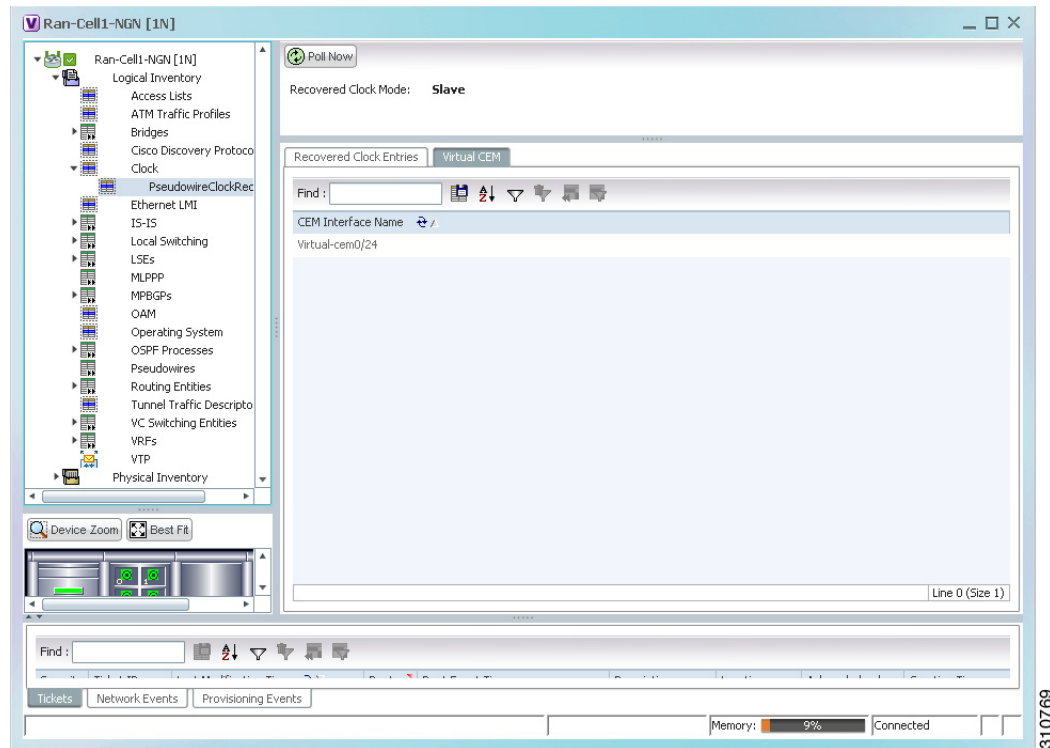 Ran-Cell1-NGN [1N]
Ran-Cell1-NGN [1N]
Logical Inventory
Access Lists
ATM Traffic Profiles
Bridges
Cisco Discovery Protoco
Clock
PseudowireClockRec
Ethernet LMI
IS-IS
Local Switching
LSEs
MLPPP
MPBGPs
OAM
Operating System
OSPF Processes
Pseudowires
Routing Entities
Tunnel Traffic Descripto
VC Switching Entities
VRFs
VTP
Physical Inventory
Device Zoom
Best Fit
Poll Now
Recovered Clock Mode: Slave
Recovered Clock Entries
Virtual CEM
Find :
CEM Interface Name
Virtual-cem0/24
Line 0 (Size 1)
Find :
Tickets
Network Events
Provisioning Events
Memory: 9%
Connected
310769